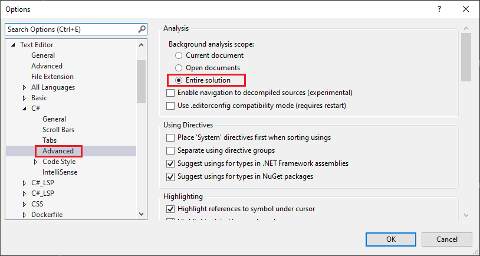 Options
Search Options (Ctrl+E)
Text Editor
General
Advanced
File Extension
All Languages
Basic
C#
General
Scroll Bars
Tabs
Advanced
Code Style
IntelliSense
C#_LSP
C#_LSP
CSS
Dockerfile
Analysis
Background analysis scope:
Current document
Open documents
Entire solution
Enable navigation to decompiled sources (experimental)
Use .editorconfig compatibility mode (requires restart)
Using Directives
Place 'System' directives first when sorting usings
Separate using directive groups
Suggest usings for types in .NET Framework assemblies
Suggest usings for types in NuGet packages
Highlighting
Highlight references to symbol under cursor
OK
Cancel